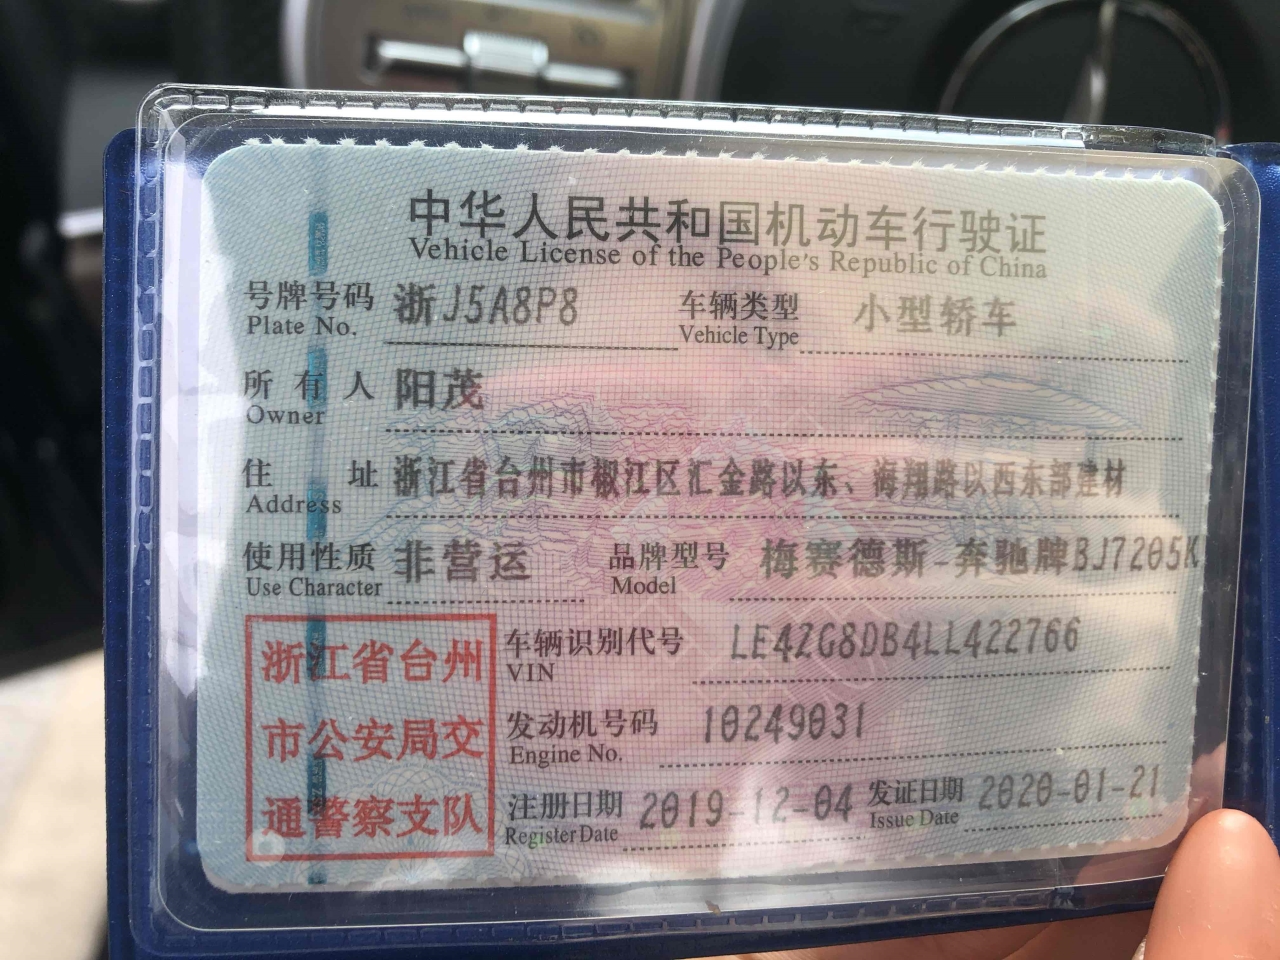 中华人民共和国机动车行驶证
Vehicle License of the People's Republic of China
号牌号码 浙J5A8P8 车辆类型 小型轿车
Plate No. Vehicle Type
所有人 阳茂
Owner
住址 浙江省台州市椒江区汇金路以东、海翔路以西东部建材
Address
使用性质 非营运 品牌型号 梅赛德斯-奔驰牌BJ7205K
Use Character Model
浙江省台州
市公安局交
通警察支队
车辆识别代号 LE4ZG8DB4LL422766
VIN
发动机号码 10249031
Engine No.
注册日期 2019-12-04 发证日期 2020-01-21
Register Date Issue Date